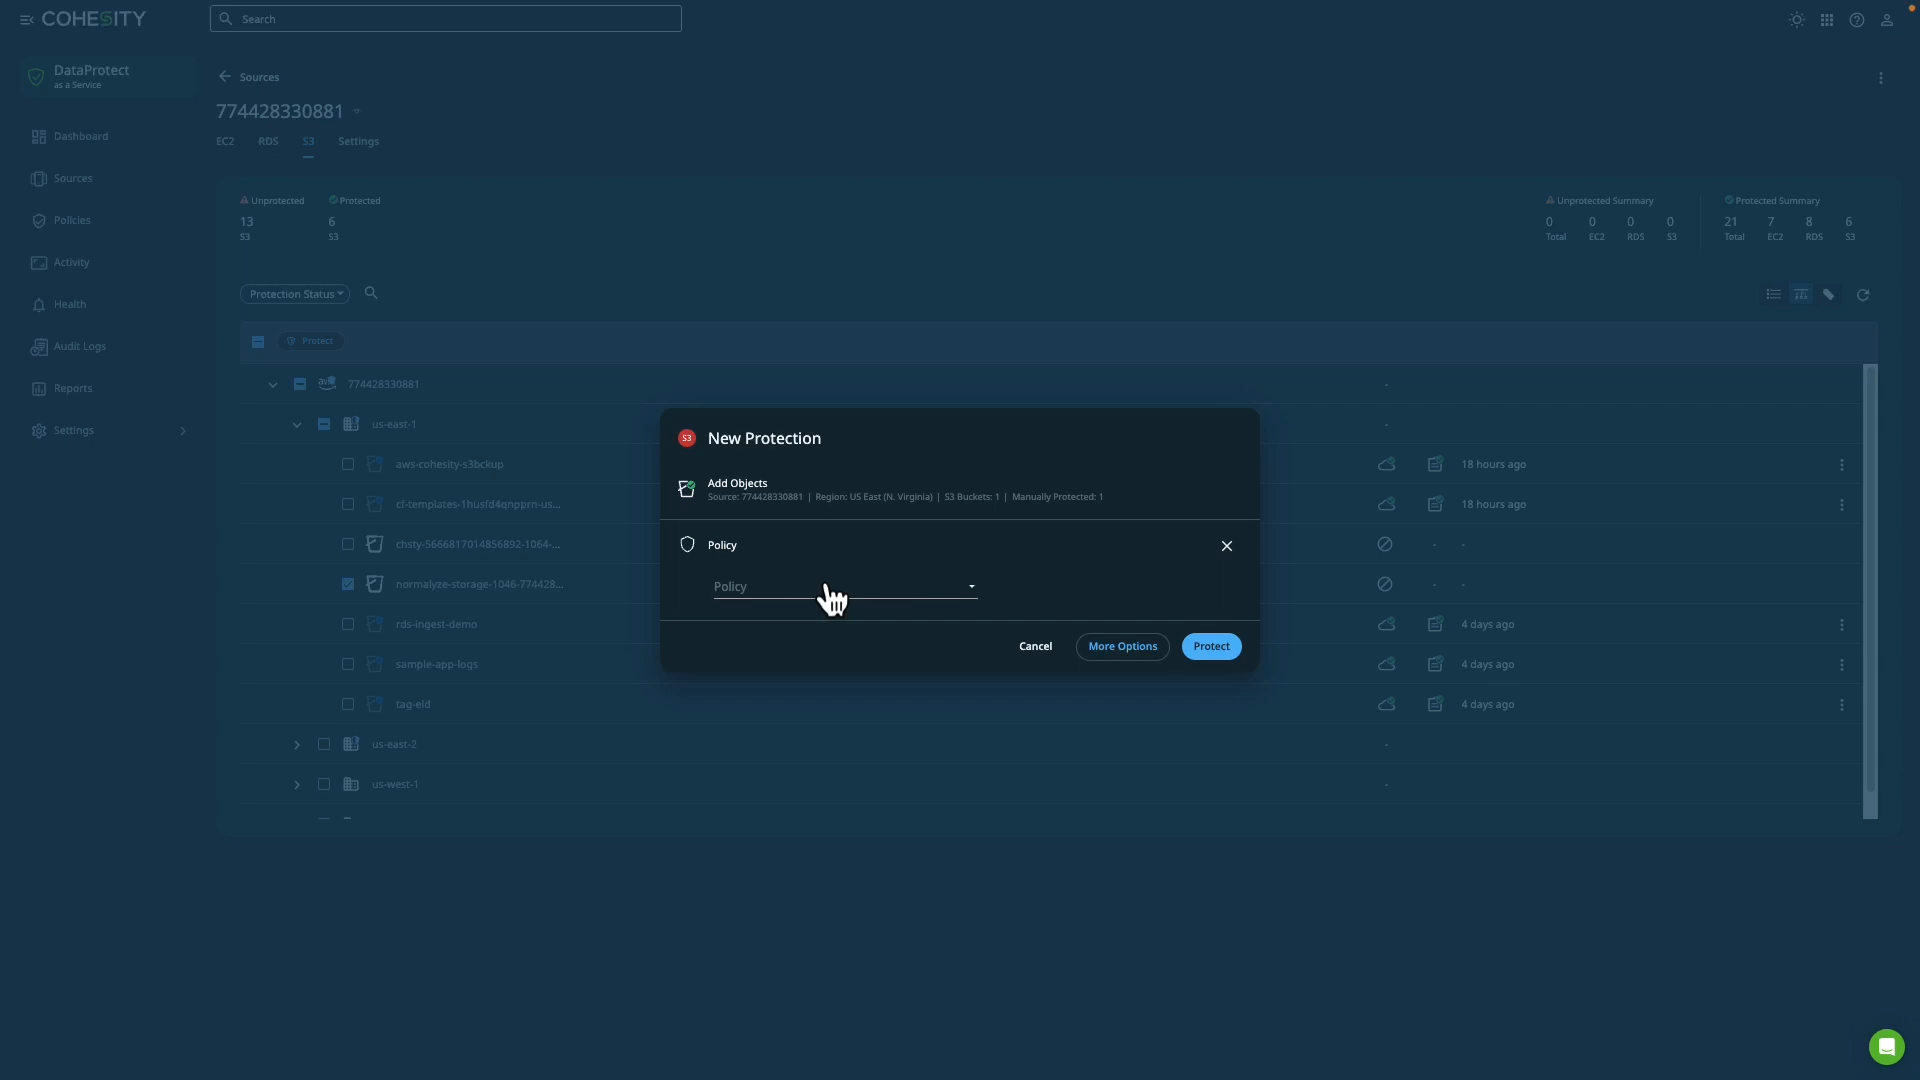 COHESITY
Search
DataProtect
as a Service
Sources
774428330881
EC2 RDS S3 Settings
Dashboard
Sources
Policies
Activity
Health
Audit Logs
Reports
Settings
Unprotected Protected
13 6
S3 S3
Unprotected Summary Protected Summary
0 0 0 0 21 7 8 6
Total EC2 RDS S3 Total EC2 RDS S3
Protection Status
Protect
aws 774428330881 -
us-east-1 -
aws-cohesity-s3bckup 18 hours ago
cf-templates-1husfd4qnpprn-us... 18 hours ago
chsty-5666817014856892-1064-... - -
normalyze-storage-1046-774428... - -
rds-ingest-demo 4 days ago
sample-app-logs 4 days ago
tag-eld 4 days ago
us-east-2 -
us-west-1 -
S3 New Protection
Add Objects
Source: 774428330881 | Region: US East (N. Virginia) | S3 Buckets: 1 | Manually Protected: 1
Policy
Policy
Cancel More Options Protect